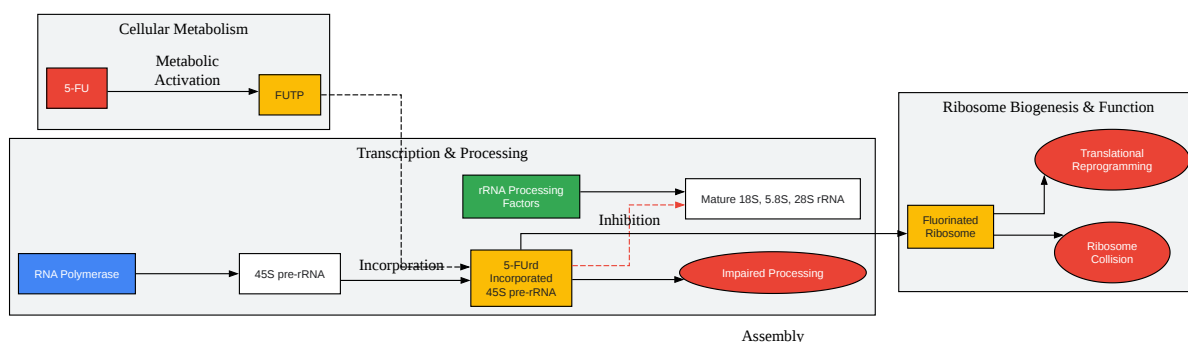 Cellular Metabolism
Metabolic
Activation
5-FU
FUTP
Transcription & Processing
rRNA Processing
Factors
Mature 18S, 5.8S, 28S rRNA
Inhibition
RNA Polymerase
45S pre-rRNA
Incorporation
5-FUrd
Incorporated
45S pre-rRNA
Impaired Processing
Assembly
Ribosome Biogenesis & Function
Translational
Reprogramming
Fluorinated
Ribosome
Ribosome
Collision